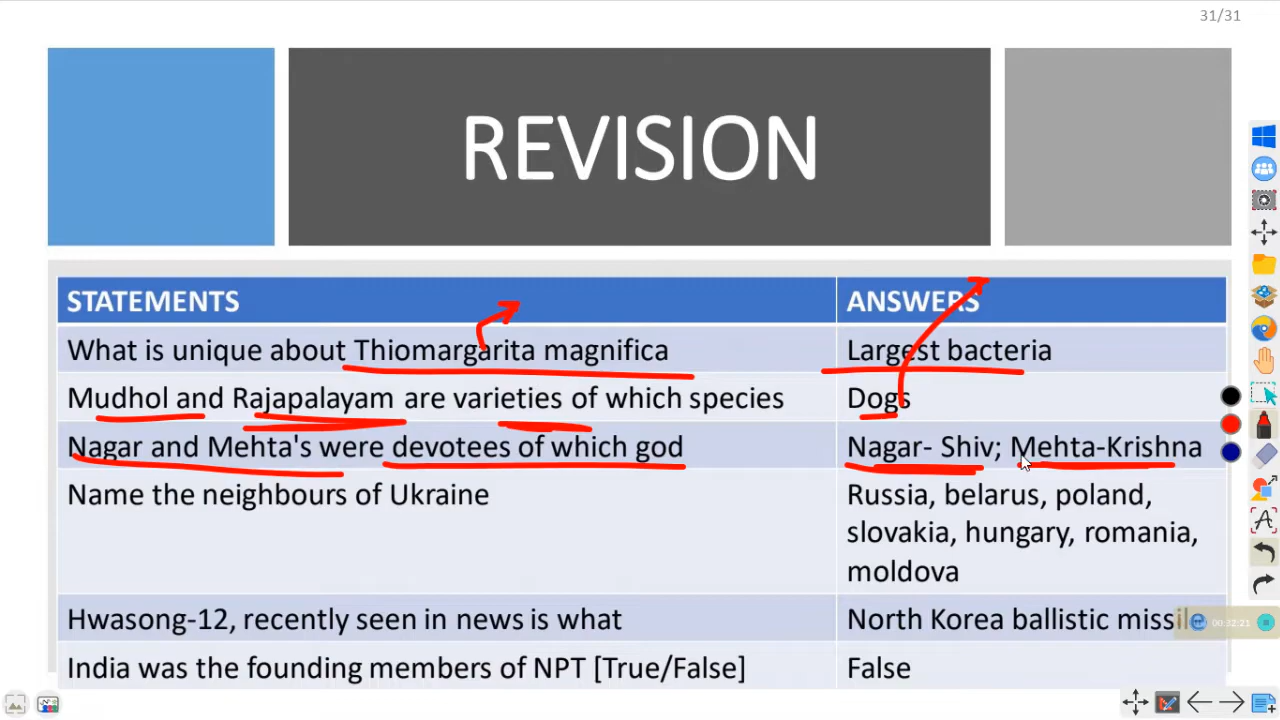 31/31
REVISION
STATEMENTS ANSWERS
What is unique about Thiomargarita magnifica Largest bacteria
Mudhol and Rajapalayam are varieties of which species Dogs
Nagar and Mehta's were devotees of which god Nagar- Shiv; Mehta-Krishna
Name the neighbours of Ukraine Russia, belarus, poland,
slovakia, hungary, romania,
moldova
Hwasong-12, recently seen in news is what North Korea ballistic missile
00:32:21
India was the founding members of NPT [True/False] False